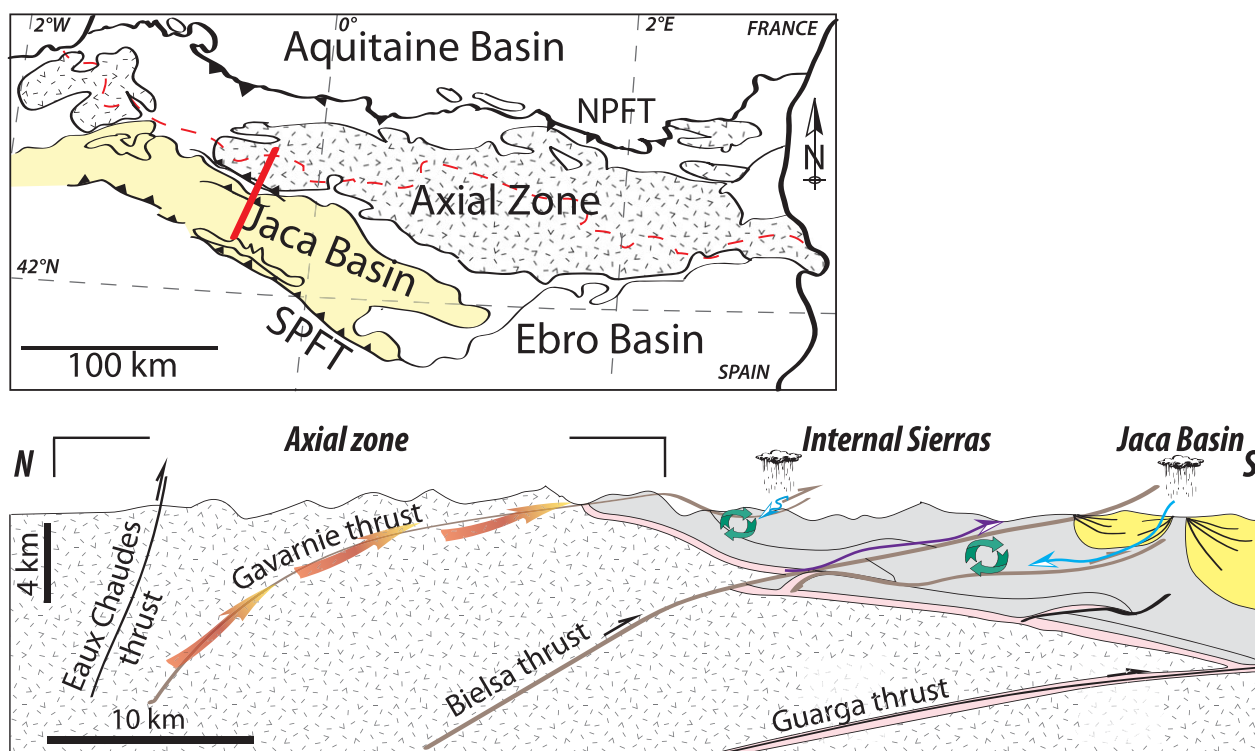 2°W
0°
2°E
FRANCE
Aquitaine Basin
NPFT
N
Axial Zone
Jaca Basin
42°N
SPFT
Ebro Basin
100 km
SPAIN
N
Axial zone
Internal Sierras
Jaca Basin
S
4 km
Eaux Chaudes
thrust
Gavarnie thrust
Bielsa thrust
Guarga thrust
10 km